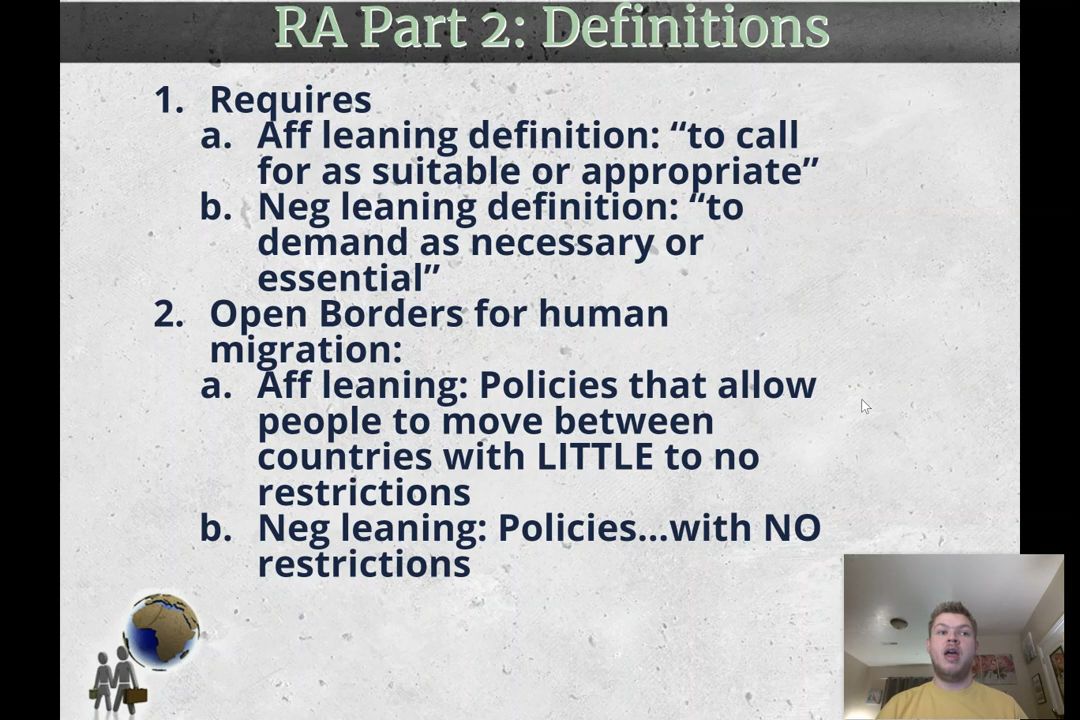 RA Part 2: Definitions
1. Requires
a. Aff leaning definition: “to call
for as suitable or appropriate”
b. Neg leaning definition: “to
demand as necessary or
essential”
2. Open Borders for human
migration:
a. Aff leaning: Policies that allow
people to move between
countries with LITTLE to no
restrictions
b. Neg leaning: Policies...with NO
restrictions